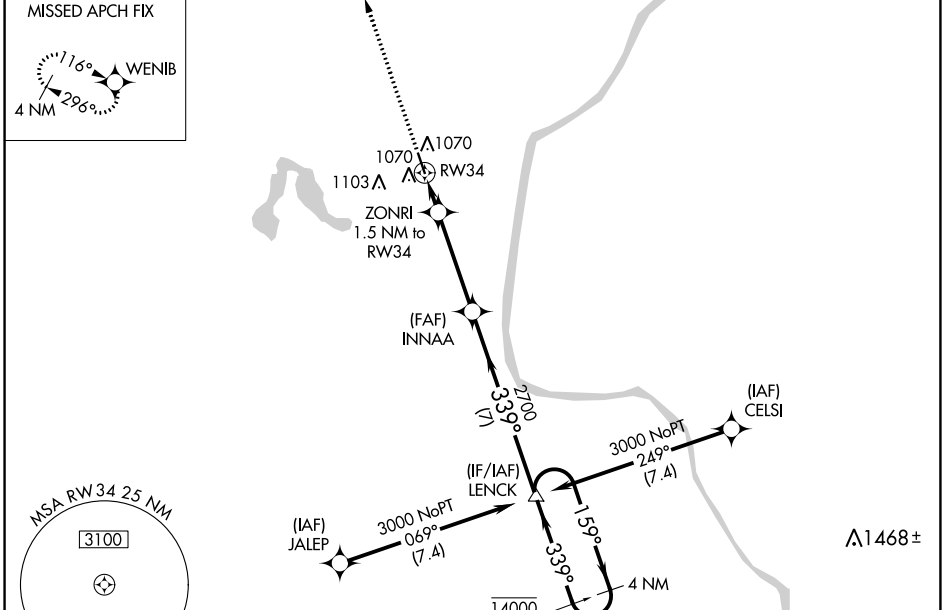 MISSED APCH FIX
116°
WENIB
4 NM
296°
1070
1070
RW34
1103
ZONRI
1.5 NM to
RW34
(FAF)
INNAA
2700
339°
(7)
(IAF)
CELSI
3000 NoPT
249°
(7.4)
(IF/IAF)
LENCK
MSA RW34 25 NM
3100
(IAF)
JALEP
3000 NoPT
069°
(7.4)
159°
339°
1468±
4 NM
14000